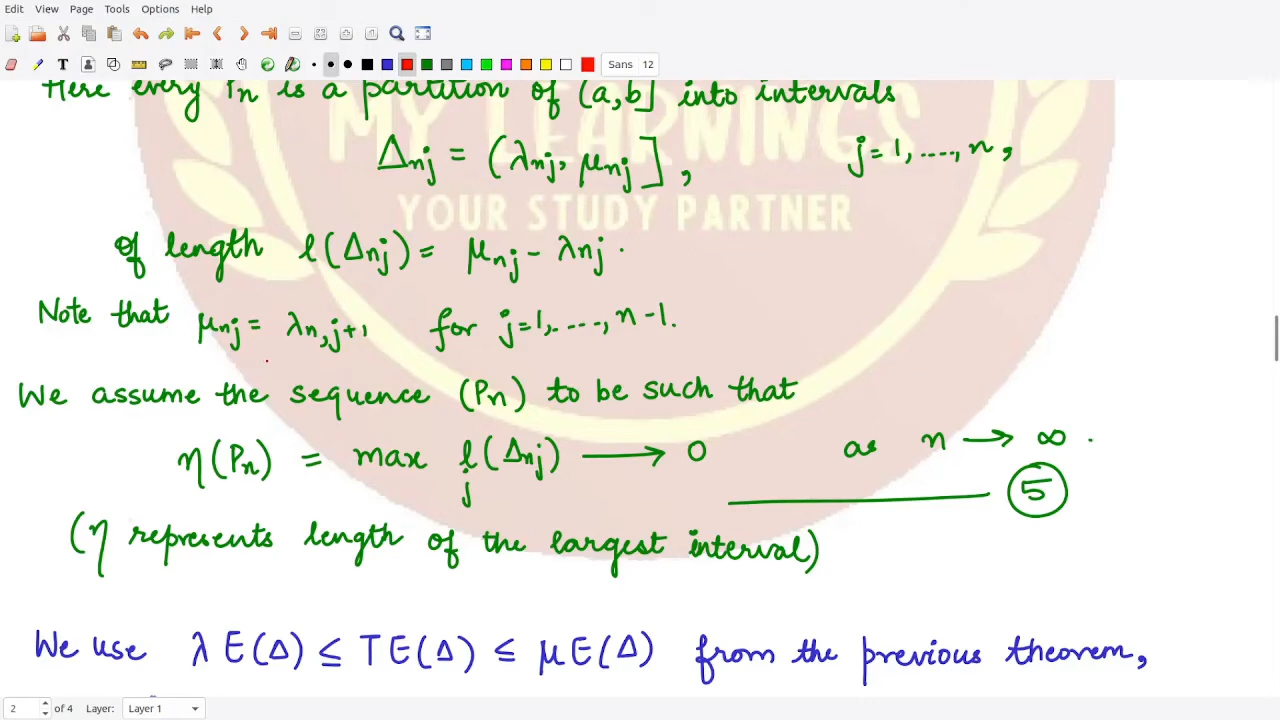 Edit View Page Tools Options Help
Sans 12
Here every Pn is a partition of (a,b] into intervals
MY LEARNINGS
Δnj = (λnj, μnj], j=1,....,n,
YOUR STUDY PARTNER
of length l(Δnj) = μnj - λnj.
Note that μnj = λn,j+1 for j=1,....,n-1.
We assume the sequence (Pn) to be such that
η(Pn) = max l(Δnj) ⟶ 0 as n ⟶ ∞.
j
5
(η represents length of the largest interval)
We use λE(Δ) ≤ TE(Δ) ≤ μE(Δ) from the previous theorem,
2 of 4 Layer: Layer 1